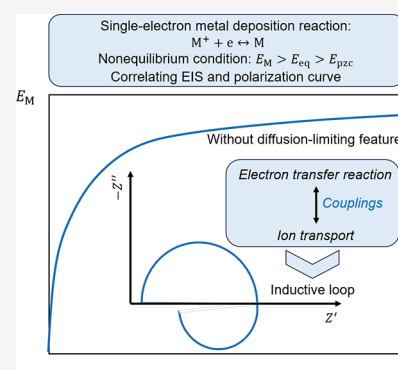 Single-electron metal deposition reaction:
M⁺ + e ↔ M
Nonequilibrium condition: E_M > E_eq > E_pzc
Correlating EIS and polarization curve
E_M
Without diffusion-limiting feature
Electron transfer reaction
Couplings
Ion transport
−Z''
Inductive loop
Z'